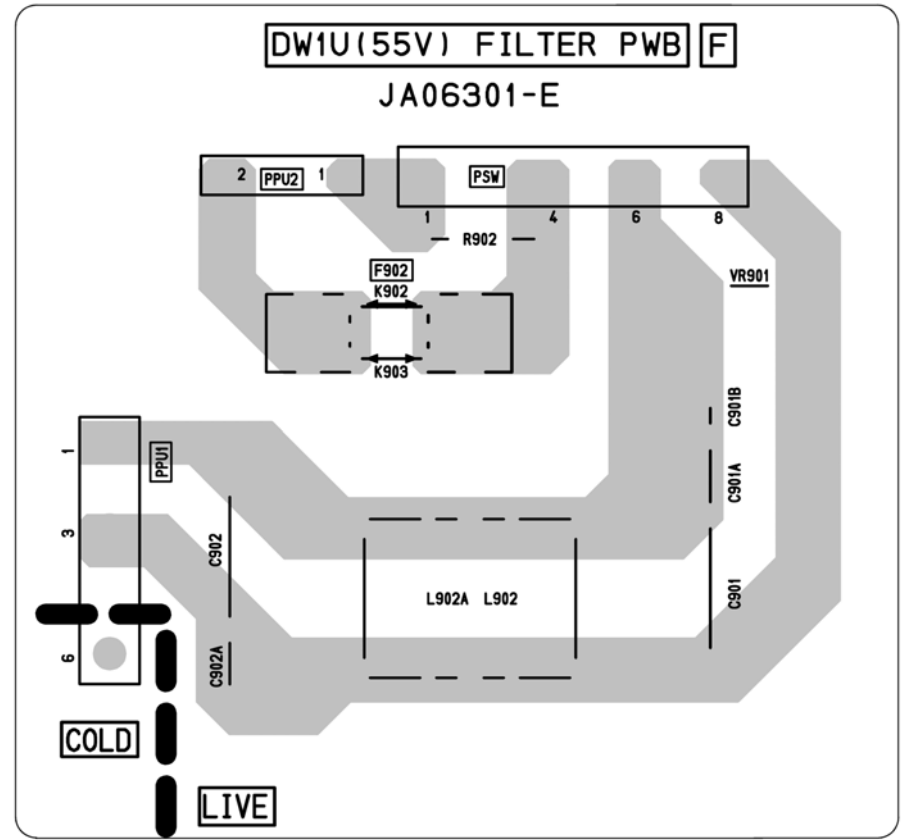 DW1U(55V) FILTER PWB F
JA06301-E
2 PPU2 1
PSW
1 4 6 8
R902
F902
K902
VR901
K903
C901B
1
PPU1
C901A
3
C902
L902A L902
C901
6
C902A
COLD
LIVE